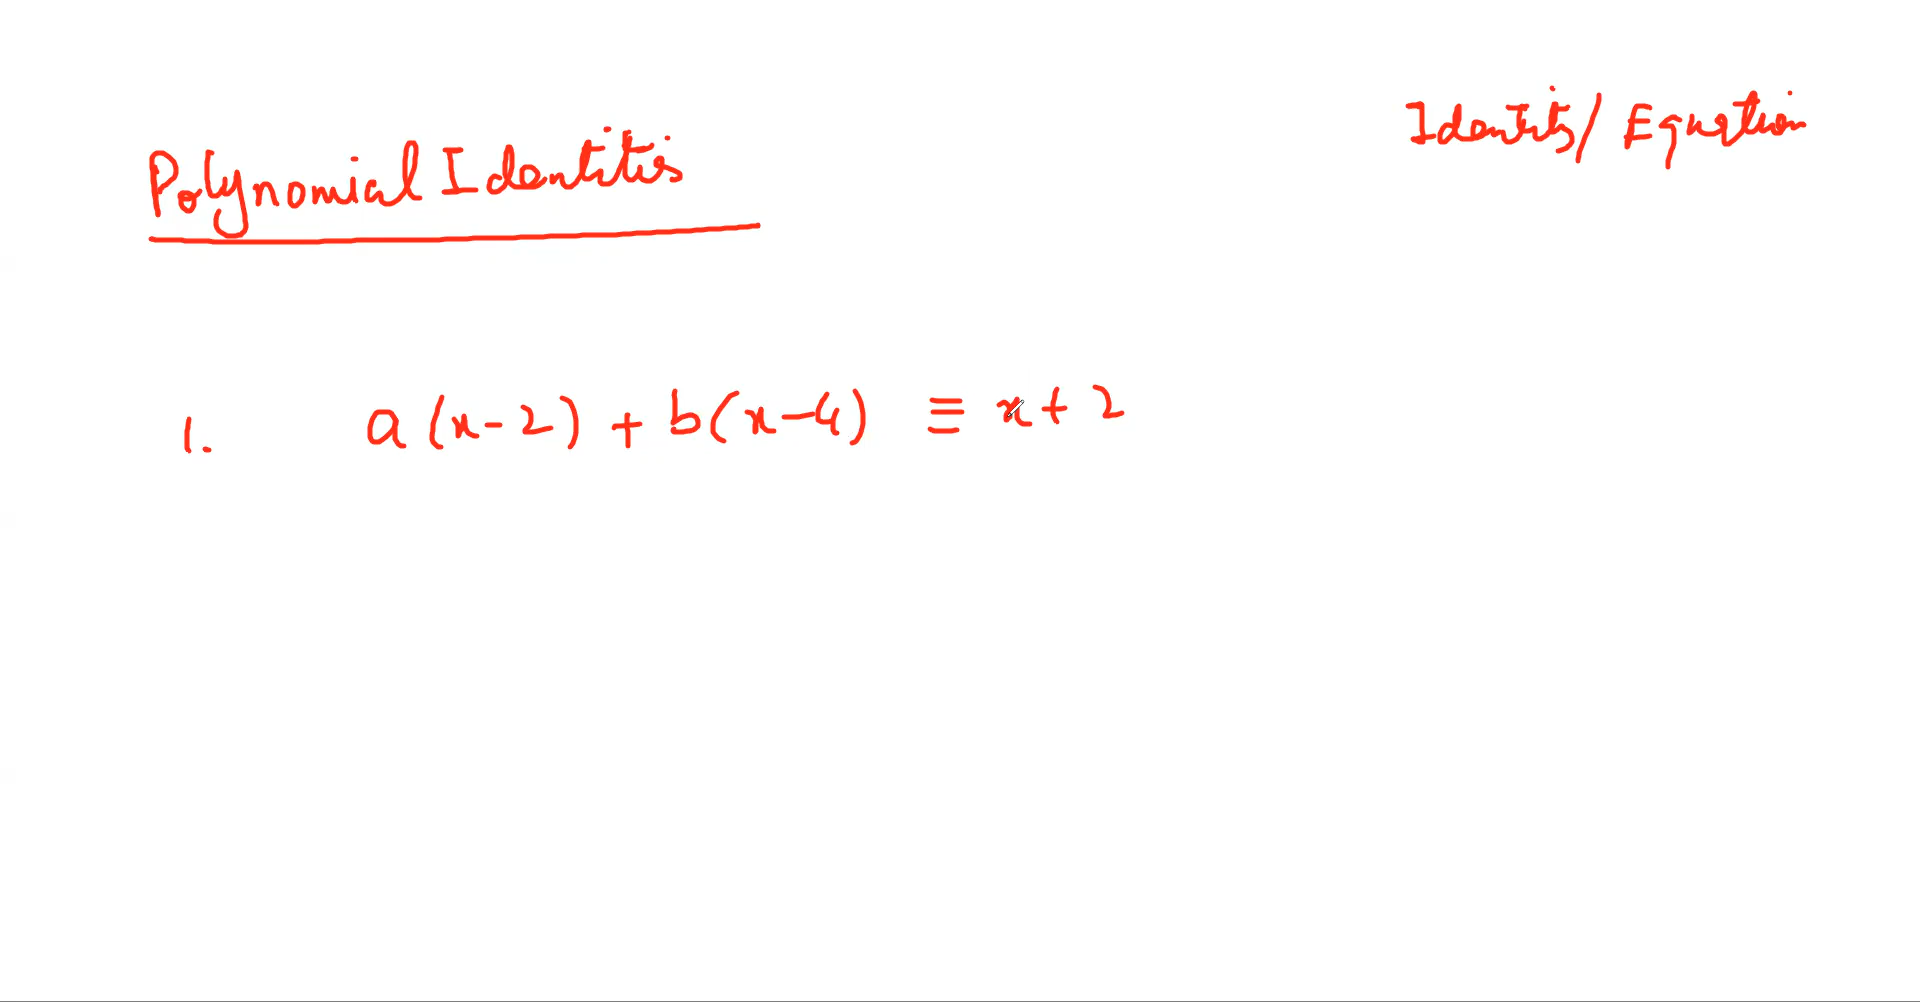 Identity/Equation
Polynomial Identities
1. a(x-2) + b(x-4) ≡ x+2